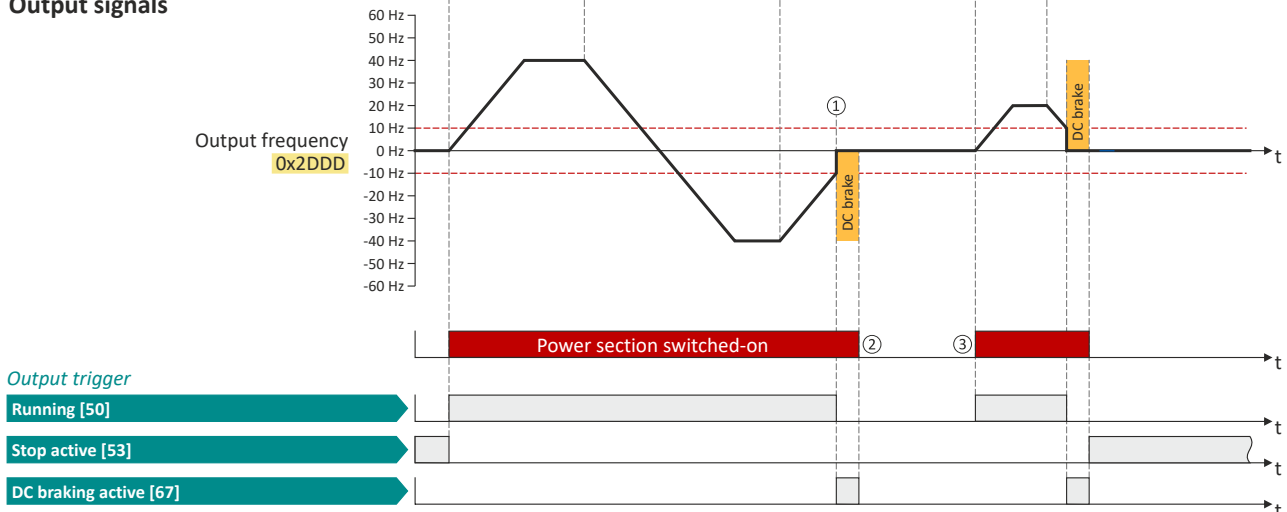 Output signals
60 Hz
50 Hz
40 Hz
30 Hz
20 Hz
10 Hz
0 Hz
-10 Hz
-20 Hz
-30 Hz
-40 Hz
-50 Hz
-60 Hz
Output frequency
0x2DDD
①
DC brake
DC brake
t
Power section switched-on
②
③
t
Output trigger
Running [50]
t
Stop active [53]
t
DC braking active [67]
t